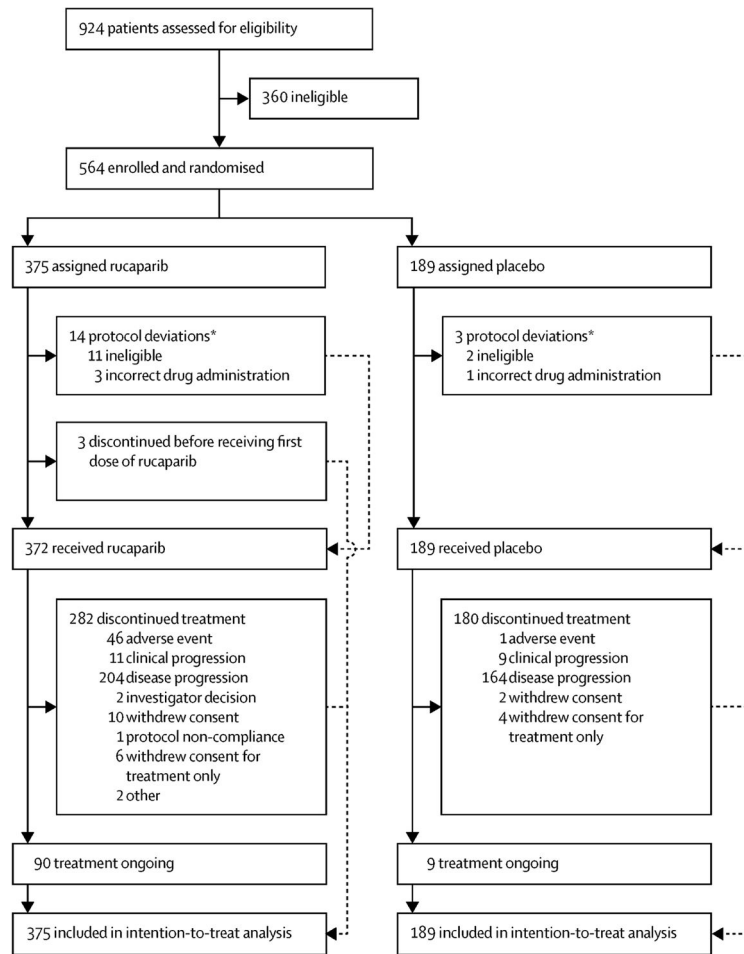 924 patients assessed for eligibility
360 ineligible
564 enrolled and randomised
375 assigned rucaparib
189 assigned placebo
14 protocol deviations*
11 ineligible
3 incorrect drug administration
3 protocol deviations*
2 ineligible
1 incorrect drug administration
3 discontinued before receiving first
dose of rucaparib
372 received rucaparib
189 received placebo
282 discontinued treatment
46 adverse event
11 clinical progression
204 disease progression
2 investigator decision
10 withdrew consent
1 protocol non-compliance
6 withdrew consent for
treatment only
2 other
180 discontinued treatment
1 adverse event
9 clinical progression
164 disease progression
2 withdrew consent
4 withdrew consent for
treatment only
90 treatment ongoing
9 treatment ongoing
375 included in intention-to-treat analysis
189 included in intention-to-treat analysis